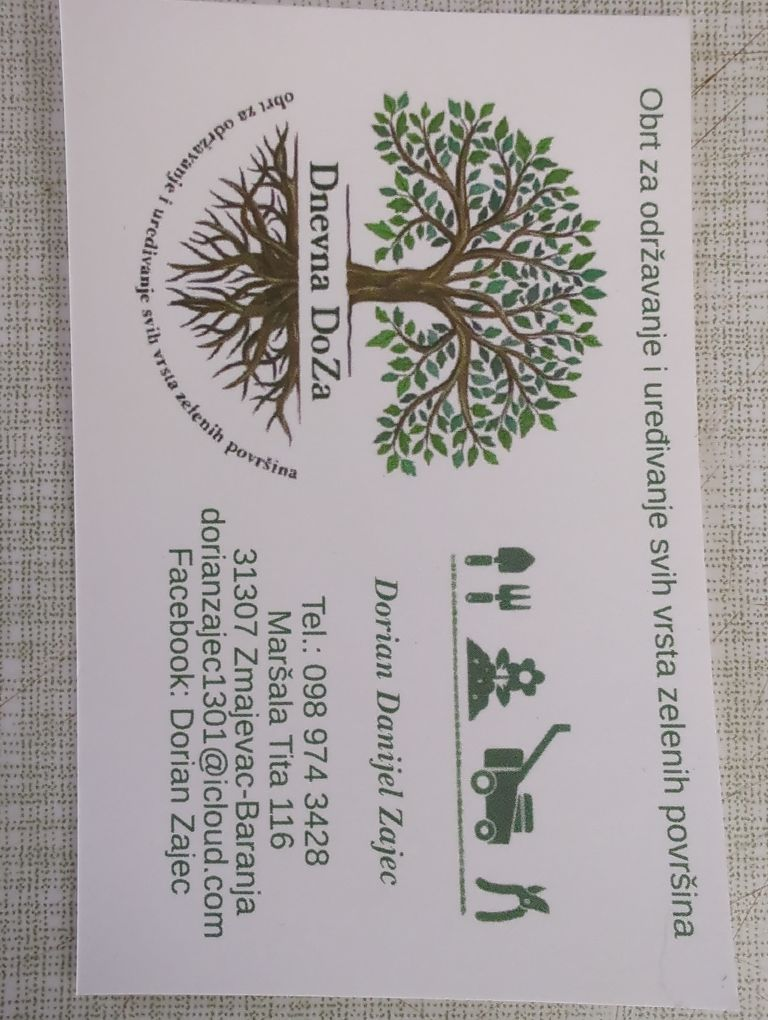 Obrt za održavanje i uređivanje svih vrsta zelenih površina
Dnevna DoZa
obrt za održavanje i uređivanje svih vrsta zelenih površina
Dorian Danijel Zajec
Tel.: 098 974 3428
Maršala Tita 116
31307 Zmajevac-Baranja
dorianzajec1301@icloud.com
Facebook: Dorian Zajec